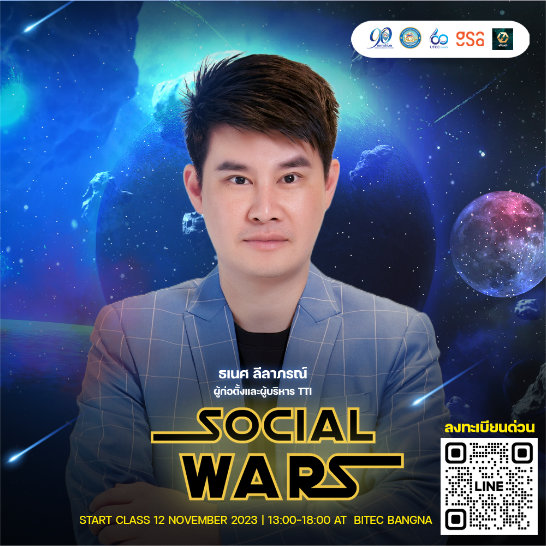 OSA
ธเนศ ลีลาภรณ์
ผู้ก่อตั้งและผู้บริหาร TTI
SOCIAL
WARS
ลงทะเบียนด่วน
LINE
START CLASS 12 NOVEMBER 2023 | 13:00-18:00 AT BITEC BANGNA